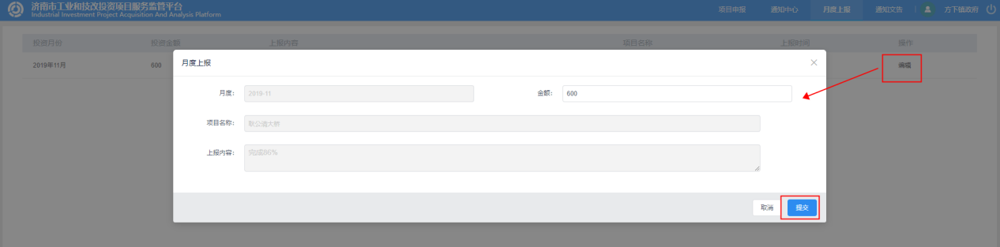 济南市工业和技改投资项目服务监管平台
Industrial Investment Project Acquisition And Analysis Platform
项目申报 通知中心 月度上报 通知文告 方下镇政府
投资月份 投资金额 上报内容 项目名称 上报时间 操作
2019年11月 600 编辑
月度上报
月度: 2019-11 金额: 600
项目名称: 耿公清大街
上报内容: 完成86%
取消 提交